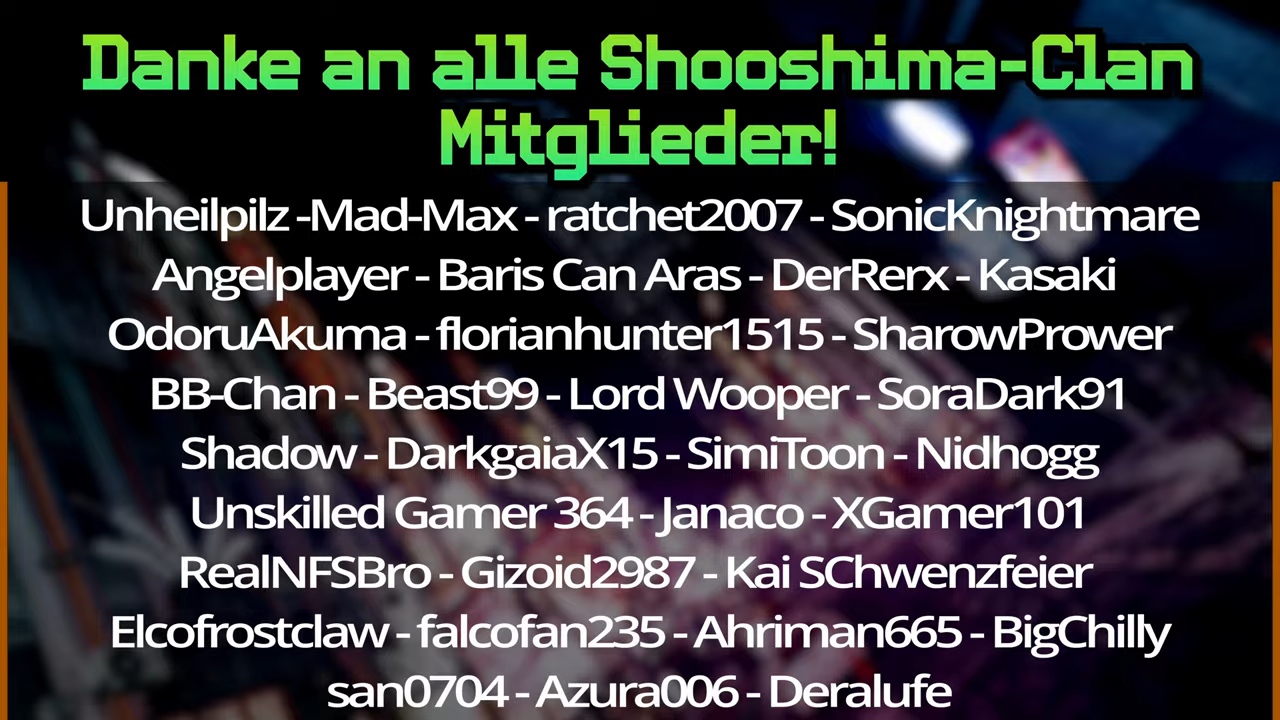 Danke an alle Shooshima-Clan
Mitglieder!
Unheilpilz -Mad-Max - ratchet2007 - SonicKnightmare
Angelplayer - Baris Can Aras - DerRerx - Kasaki
OdoruAkuma - florianhunter1515 - SharowPrower
BB-Chan - Beast99 - Lord Wooper - SoraDark91
Shadow - DarkgaiaX15 - SimiToon - Nidhogg
Unskilled Gamer 364 - Janaco - XGamer101
RealNFSBro - Gizoid2987 - Kai SChwenzfeier
Elcofrostclaw - falcofan235 - Ahriman665 - BigChilly
san0704 - Azura006 - Deralufe